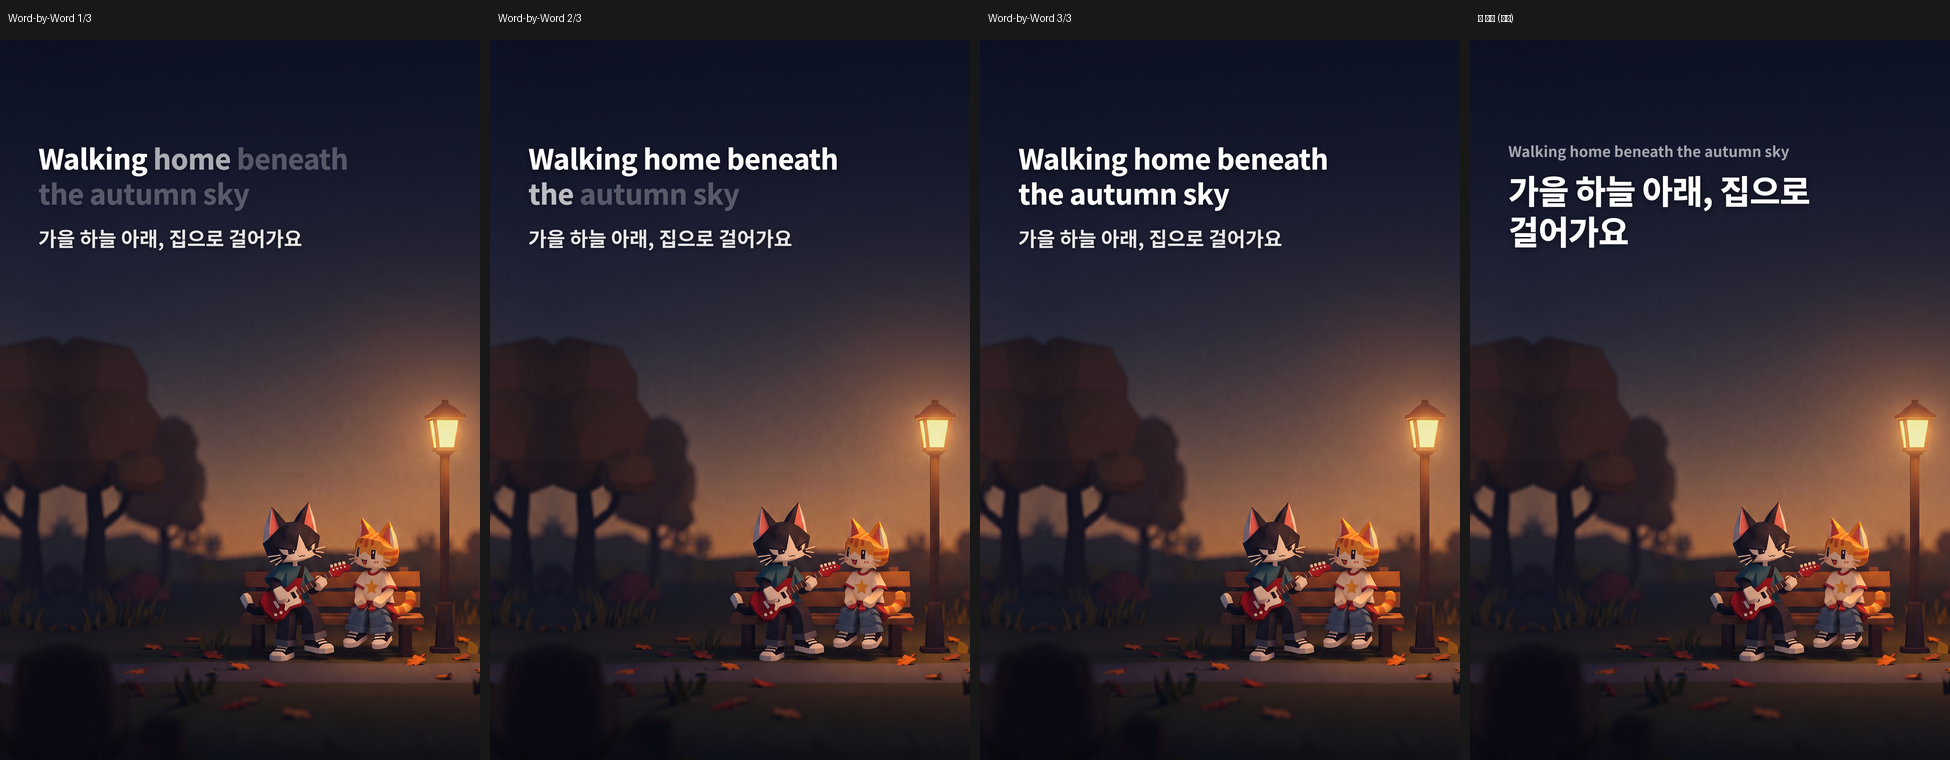 Word-by-Word 1/3
Walking home beneath
the autumn sky
가을 하늘 아래, 집으로 걸어가요
Word-by-Word 2/3
Walking home beneath
the autumn sky
가을 하늘 아래, 집으로 걸어가요
Word-by-Word 3/3
Walking home beneath
the autumn sky
가을 하늘 아래, 집으로 걸어가요
Walking home beneath the autumn sky
가을 하늘 아래, 집으로
걸어가요